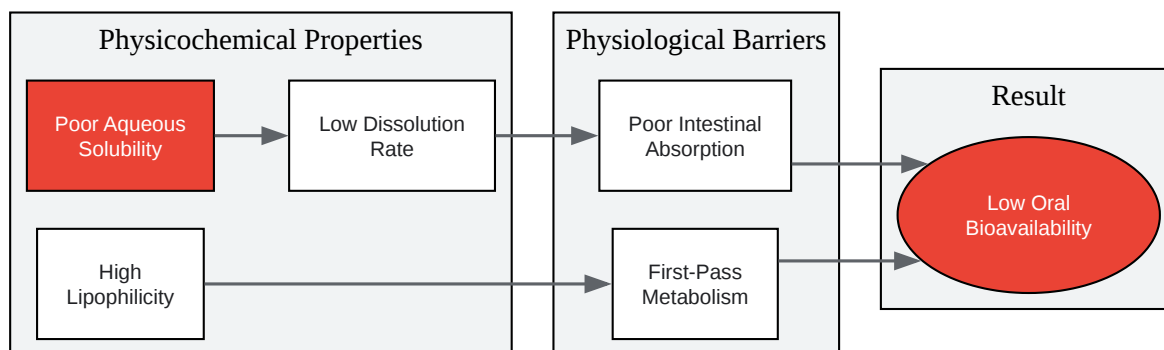 Physicochemical Properties
Poor Aqueous
Solubility
Low Dissolution
Rate
High
Lipophilicity
Physiological Barriers
Poor Intestinal
Absorption
First-Pass
Metabolism
Result
Low Oral
Bioavailability